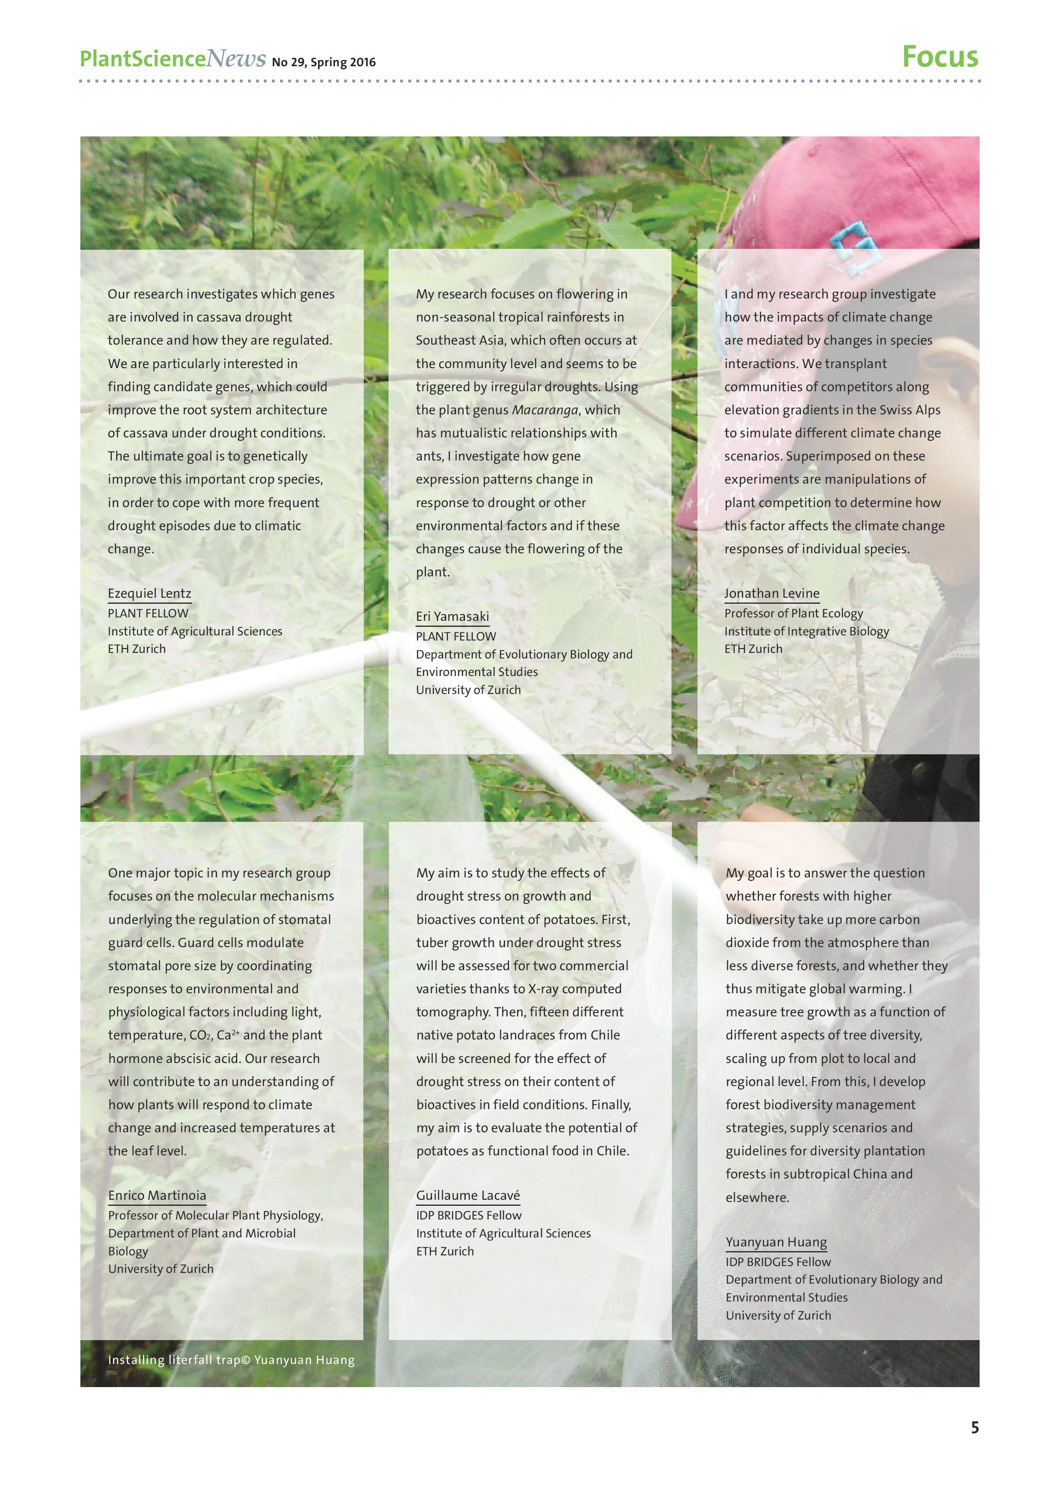 PlantScienceNews No 29, Spring 2016
Focus
Our research investigates which genes
are involved in cassava drought
tolerance and how they are regulated.
We are particularly interested in
finding candidate genes, which could
improve the root system architecture
of cassava under drought conditions.
The ultimate goal is to genetically
improve this important crop species,
in order to cope with more frequent
drought episodes due to climatic
change.
Ezequiel Lentz
PLANT FELLOW
Institute of Agricultural Sciences
ETH Zurich
My research focuses on flowering in
non-seasonal tropical rainforests in
Southeast Asia, which often occurs at
the community level and seems to be
triggered by irregular droughts. Using
the plant genus Macaranga, which
has mutualistic relationships with
ants, I investigate how gene
expression patterns change in
response to drought or other
environmental factors and if these
changes cause the flowering of the
plant.
Eri Yamasaki
PLANT FELLOW
Department of Evolutionary Biology and
Environmental Studies
University of Zurich
I and my research group investigate
how the impacts of climate change
are mediated by changes in species
interactions. We transplant
communities of competitors along
elevation gradients in the Swiss Alps
to simulate different climate change
scenarios. Superimposed on these
experiments are manipulations of
plant competition to determine how
this factor affects the climate change
responses of individual species.
Jonathan Levine
Professor of Plant Ecology
Institute of Integrative Biology
ETH Zurich
One major topic in my research group
focuses on the molecular mechanisms
underlying the regulation of stomatal
guard cells. Guard cells modulate
stomatal pore size by coordinating
responses to environmental and
physiological factors including light,
temperature, CO₂, Ca²⁺ and the plant
hormone abscisic acid. Our research
will contribute to an understanding of
how plants will respond to climate
change and increased temperatures at
the leaf level.
Enrico Martinoia
Professor of Molecular Plant Physiology,
Department of Plant and Microbial
Biology
University of Zurich
My aim is to study the effects of
drought stress on growth and
bioactives content of potatoes. First,
tuber growth under drought stress
will be assessed for two commercial
varieties thanks to X-ray computed
tomography. Then, fifteen different
native potato landraces from Chile
will be screened for the effect of
drought stress on their content of
bioactives in field conditions. Finally,
my aim is to evaluate the potential of
potatoes as functional food in Chile.
Guillaume Lacavé
IDP BRIDGES Fellow
Institute of Agricultural Sciences
ETH Zurich
My goal is to answer the question
whether forests with higher
biodiversity take up more carbon
dioxide from the atmosphere than
less diverse forests, and whether they
thus mitigate global warming. I
measure tree growth as a function of
different aspects of tree diversity,
scaling up from plot to local and
regional level. From this, I develop
forest biodiversity management
strategies, supply scenarios and
guidelines for diversity plantation
forests in subtropical China and
elsewhere.
Yuanyuan Huang
IDP BRIDGES Fellow
Department of Evolutionary Biology and
Environmental Studies
University of Zurich
Installing literfall trap© Yuanyuan Huang
5